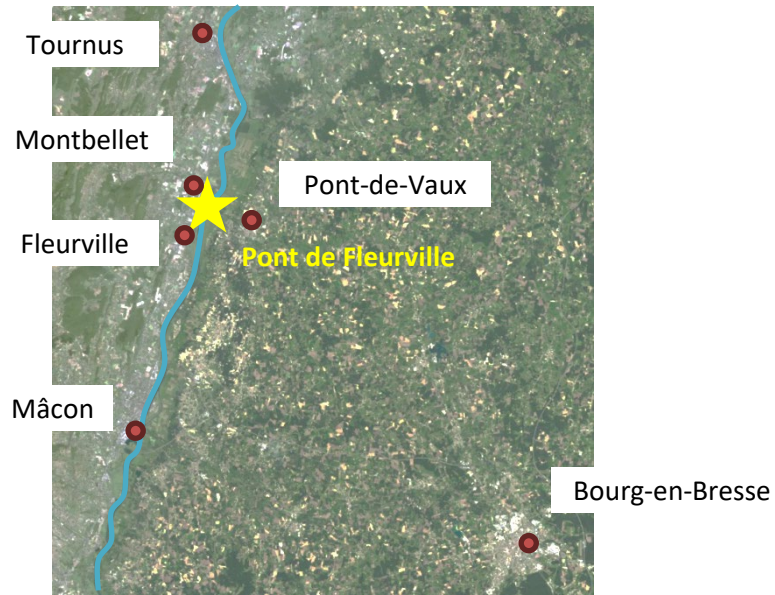 Tournus
Montbellet
Pont-de-Vaux
Fleurville
Pont de Fleurville
Mâcon
Bourg-en-Bresse